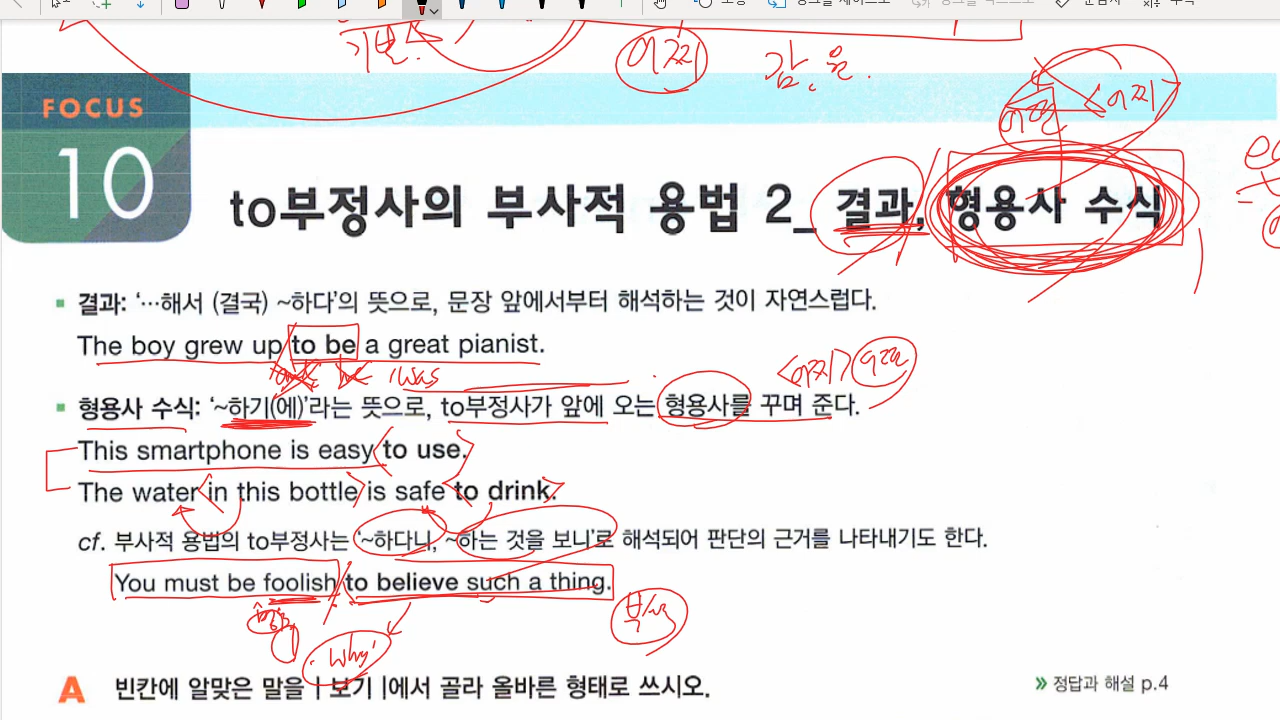 기본.
어찌
감, 원.
어떤 < 어찌
FOCUS
10
to부정사의 부사적 용법 2_ 결과, 형용사 수식
▪ 결과: '…해서 (결국) ~하다'의 뜻으로, 문장 앞에서부터 해석하는 것이 자연스럽다.
The boy grew up to be a great pianist.
was
<어찌>
▪ 형용사 수식: '~하기(에)'라는 뜻으로, to부정사가 앞에 오는 형용사를 꾸며 준다.
This smartphone is easy to use.
The water in this bottle is safe to drink.
cf. 부사적 용법의 to부정사는 '~하다니, ~하는 것을 보니'로 해석되어 판단의 근거를 나타내기도 한다.
You must be foolish to believe such a thing.
'why'
A 빈칸에 알맞은 말을 |보기|에서 골라 올바른 형태로 쓰시오.
» 정답과 해설 p.4